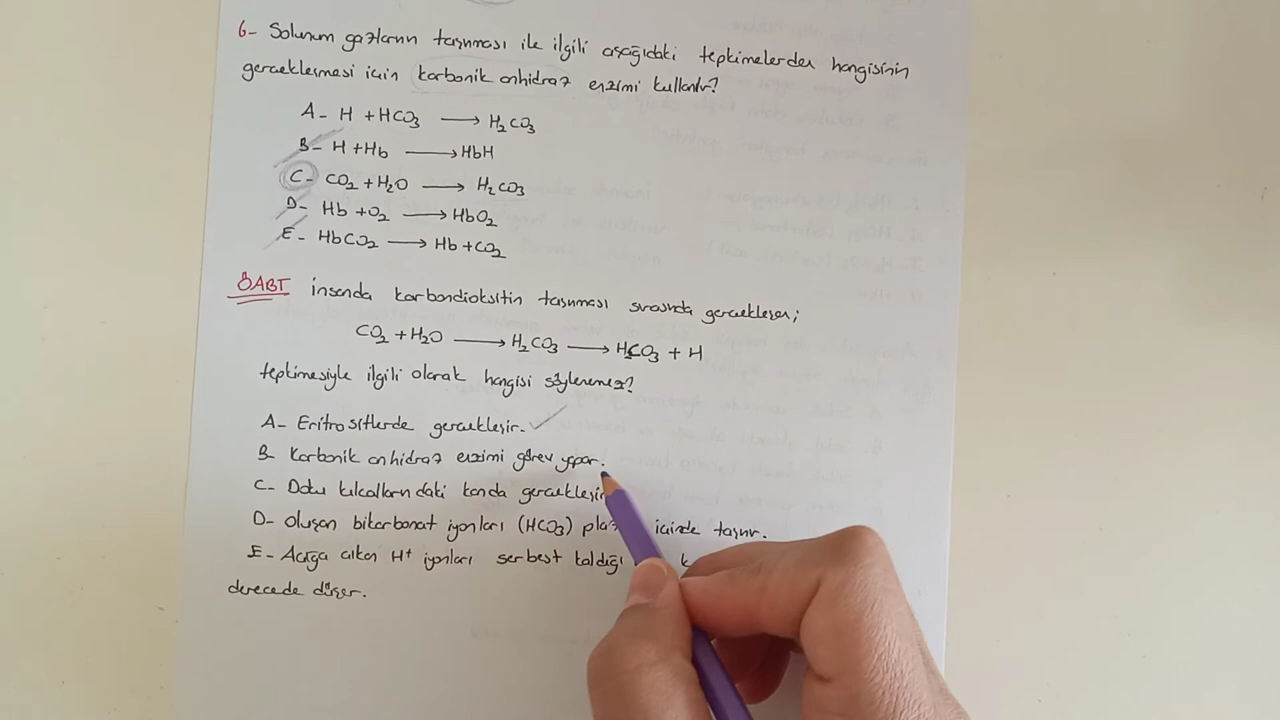 6- Solunum gazlarının taşınması ile ilgili aşağıdaki tepkimelerden hangisinin
gerçekleşmesi için karbonik anhidraz enzimi kullanılır?
A- H + HCO3 → H2CO3
B- H + Hb → HbH
C- CO2 + H2O → H2CO3
D- Hb + O2 → HbO2
E- HbCO2 → Hb + CO2
ÖABT insanda karbondioksitin taşınması sırasında gerçekleşen;
CO2 + H2O → H2CO3 → HCO3 + H
tepkimesiyle ilgili olarak hangisi söylenemez?
A- Eritrositlerde gerçekleşir.
B- Karbonik anhidraz enzimi görev yapar.
C- Doku kılcallarındaki kanda gerçekleşir
D- Oluşan bikarbonat iyonları (HCO3) içinde taşınır.
E- Açığa çıkan H+ iyonları serbest kaldığı
derecede düşer.